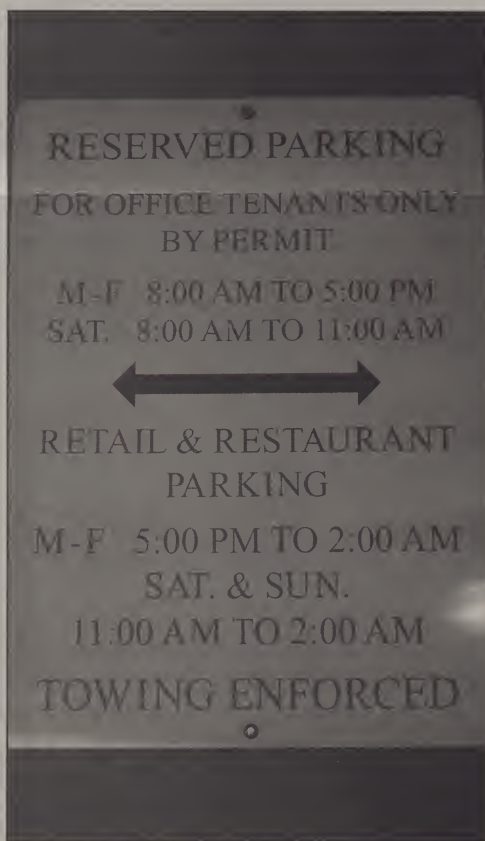 RESERVED PARKING
FOR OFFICE TENANTS ONLY
BY PERMIT
M-F 8:00 AM TO 5:00 PM
SAT. 8:00 AM TO 11:00 AM
RETAIL & RESTAURANT
PARKING
M-F 5:00 PM TO 2:00 AM
SAT. & SUN.
11:00 AM TO 2:00 AM
TOWING ENFORCED